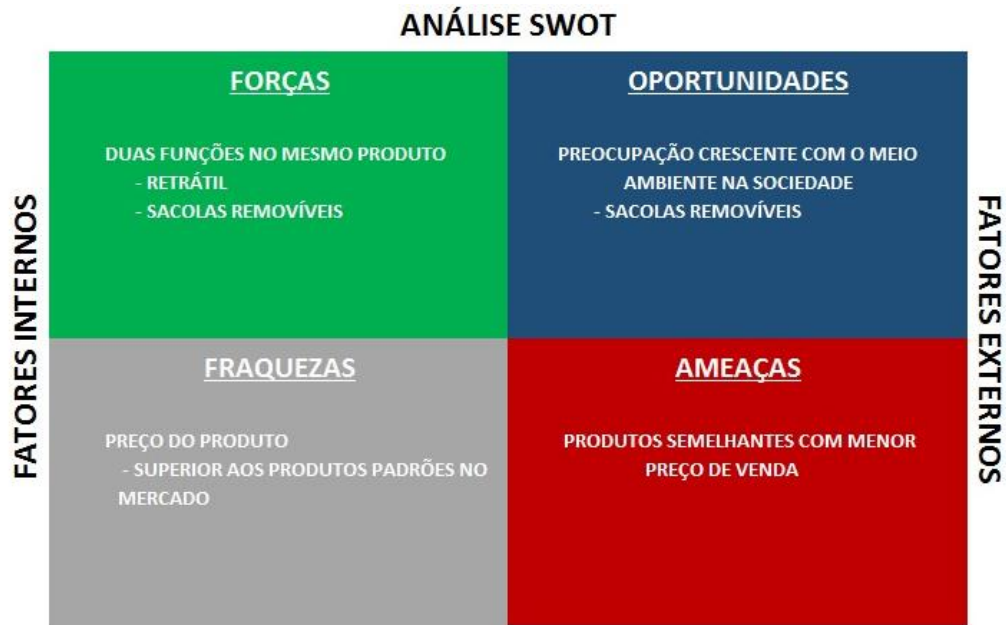 ANÁLISE SWOT
FATORES INTERNOS
FORÇAS
DUAS FUNÇÕES NO MESMO PRODUTO
- RETRÁTIL
- SACOLAS REMOVÍVEIS
OPORTUNIDADES
PREOCUPAÇÃO CRESCENTE COM O MEIO
AMBIENTE NA SOCIEDADE
- SACOLAS REMOVÍVEIS
FRAQUEZAS
PREÇO DO PRODUTO
- SUPERIOR AOS PRODUTOS PADRÕES NO
MERCADO
AMEAÇAS
PRODUTOS SEMELHANTES COM MENOR
PREÇO DE VENDA
FATORES EXTERNOS